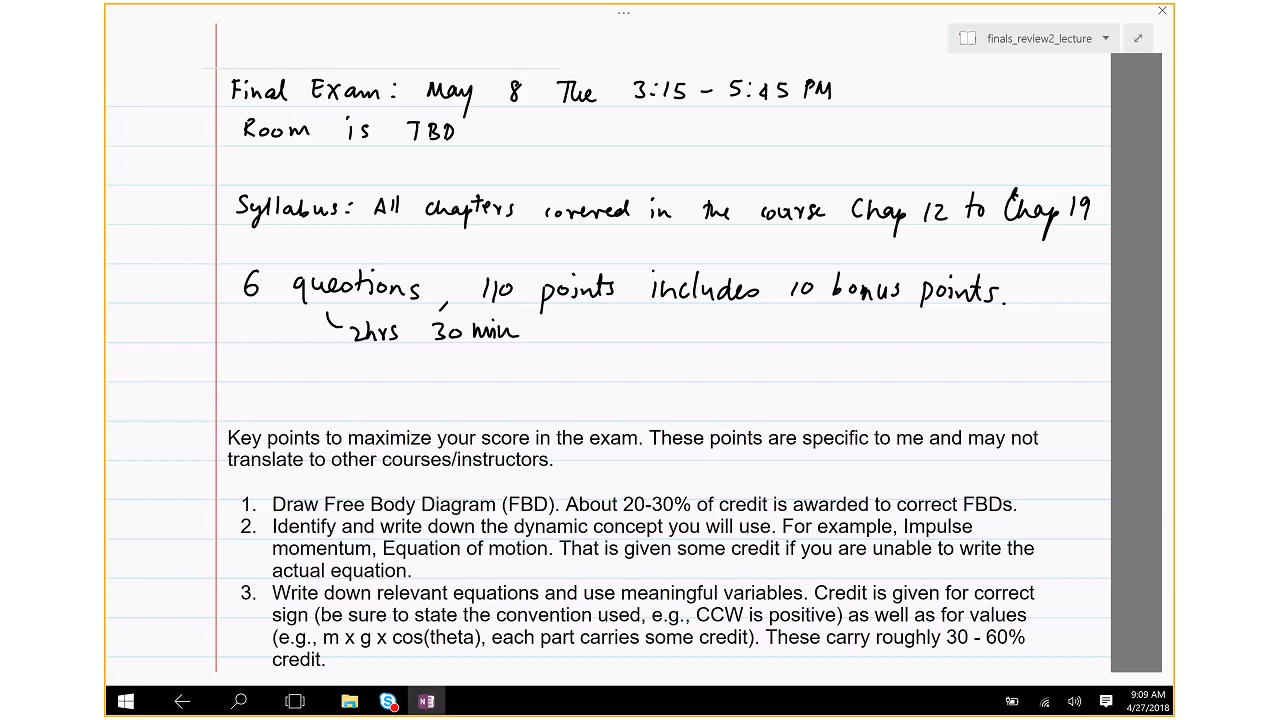 finals_review2_lecture
Final Exam: May 8 The 3:15 - 5:45 PM
Room is TBD
Syllabus: All chapters covered in the course Chap 12 to Chap 19
6 questions, 110 points includes 10 bonus points.
2hrs 30 min
Key points to maximize your score in the exam. These points are specific to me and may not
translate to other courses/instructors.
1. Draw Free Body Diagram (FBD). About 20-30% of credit is awarded to correct FBDs.
2. Identify and write down the dynamic concept you will use. For example, Impulse
momentum, Equation of motion. That is given some credit if you are unable to write the
actual equation.
3. Write down relevant equations and use meaningful variables. Credit is given for correct
sign (be sure to state the convention used, e.g., CCW is positive) as well as for values
(e.g., m x g x cos(theta), each part carries some credit). These carry roughly 30 - 60%
credit.
9:09 AM
4/27/2018